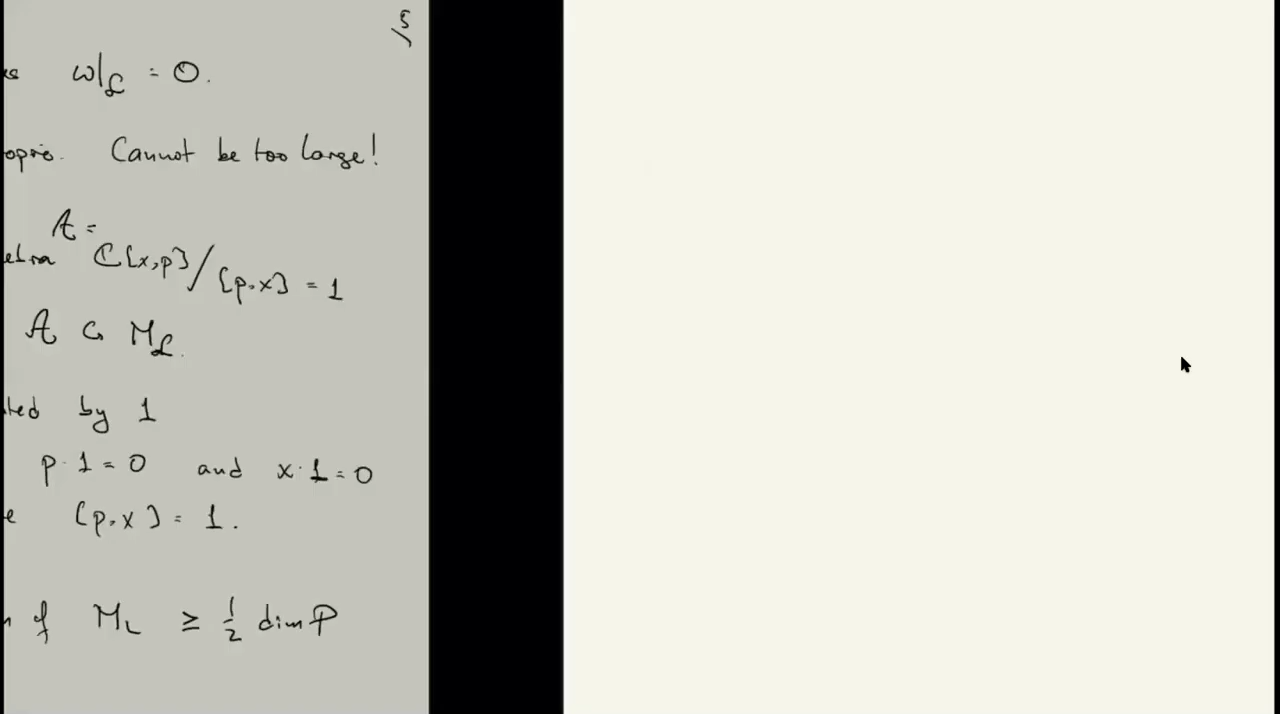 5
ω|_ℒ = 0.
Cannot be too large!
A =
ℂ[x,p] / [p,x] = 1
A ↻ M_ℒ.
by 1
p·1 = 0 and x·1 = 0
[p,x] = 1.
of M_L ≥ 1/2 dim P